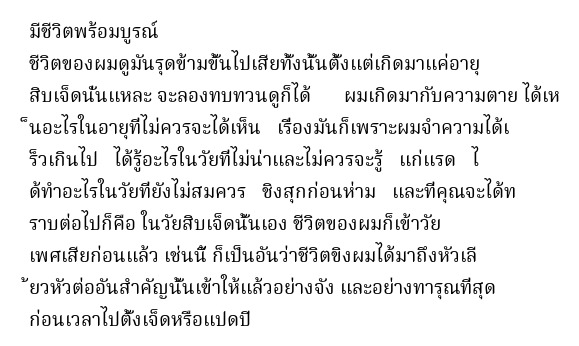 มีชีวิตพร้อมบูรณ์
ชีวิตของผมดูมันรุดข้ามขั้นไปเสียทั้งนั้นตั้งแต่เกิดมาแค่อายุ
สิบเจ็ดนั่นแหละ จะลองทบทวนดูก็ได้ ผมเกิดมากับความตาย ได้เห
็นอะไรในอายุที่ไม่ควรจะได้เห็น เรื่องมันก็เพราะผมจำความได้เ
ร็วเกินไป ได้รู้อะไรในวัยที่ไม่น่าและไม่ควรจะรู้ แก่แรด ไ
ด้ทำอะไรในวัยที่ยังไม่สมควร ชิงสุกก่อนห่าม และที่คุณจะได้ท
ราบต่อไปก็คือ ในวัยสิบเจ็ดนั้นเอง ชีวิตของผมก็เข้าวัย
เพศเสียก่อนแล้ว เช่นนี้ ก็เป็นอันว่าชีวิตขิงผมได้มาถึงหัวเลี
้ยวหัวต่ออันสำคัญนั้นเข้าให้แล้วอย่างจัง และอย่างทารุณที่สุด
ก่อนเวลาไปตั้งเจ็ดหรือแปดปี